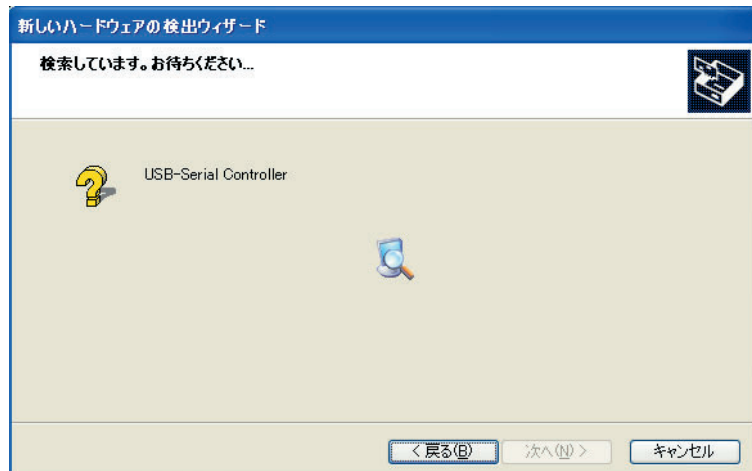 新しいハードウェアの検出ウィザード
検索しています。お待ちください...
USB-Serial Controller
< 戻る(B)
次へ(N) >
キャンセル